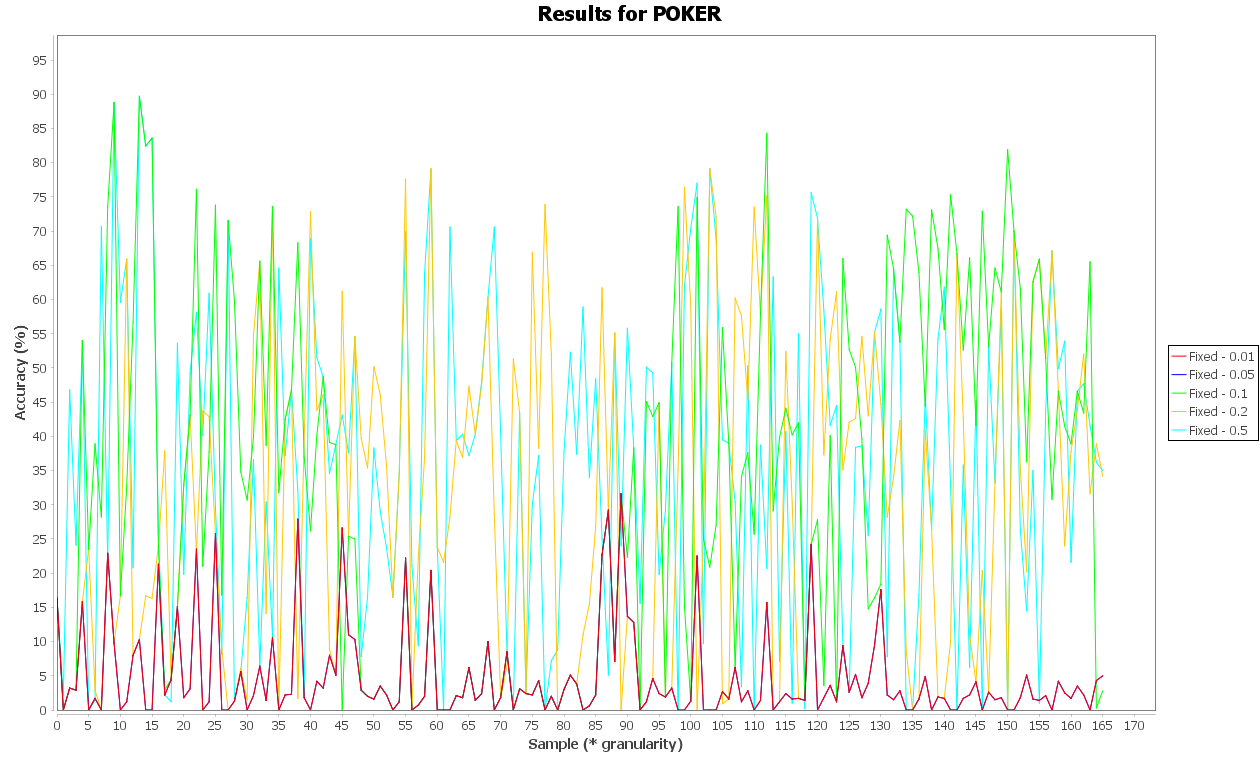 Results for POKER
Accuracy (%)
95
90
85
80
75
70
65
60
55
50
45
40
35
30
25
20
15
10
5
0
0 5 10 15 20 25 30 35 40 45 50 55 60 65 70 75 80 85 90 95 100 105 110 115 120 125 130 135 140 145 150 155 160 165 170
Sample (* granularity)
Fixed - 0.01
Fixed - 0.05
Fixed - 0.1
Fixed - 0.2
Fixed - 0.5